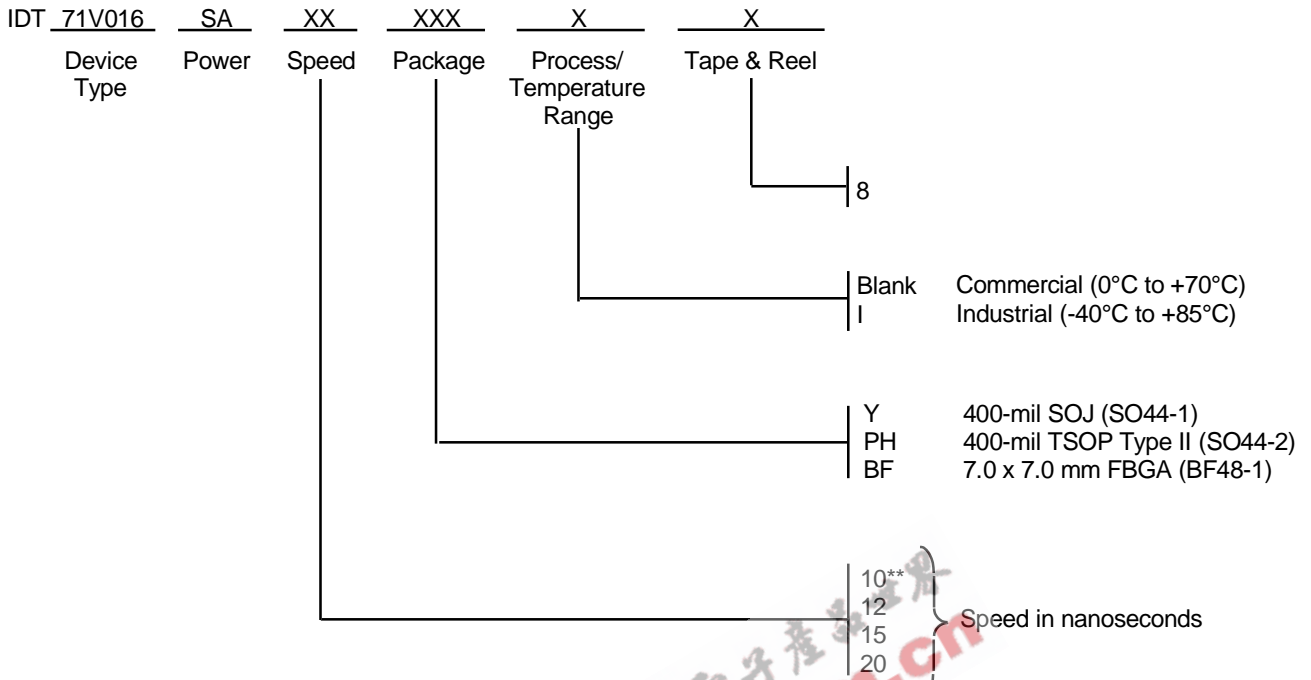 IDT 71V016 SA XX XXX X X
Device Type Power Speed Package Process/ Temperature Range Tape & Reel
8
Blank Commercial (0°C to +70°C)
I Industrial (-40°C to +85°C)
Y 400-mil SOJ (SO44-1)
PH 400-mil TSOP Type II (SO44-2)
BF 7.0 x 7.0 mm FBGA (BF48-1)
10**
12
Speed in nanoseconds
15
20